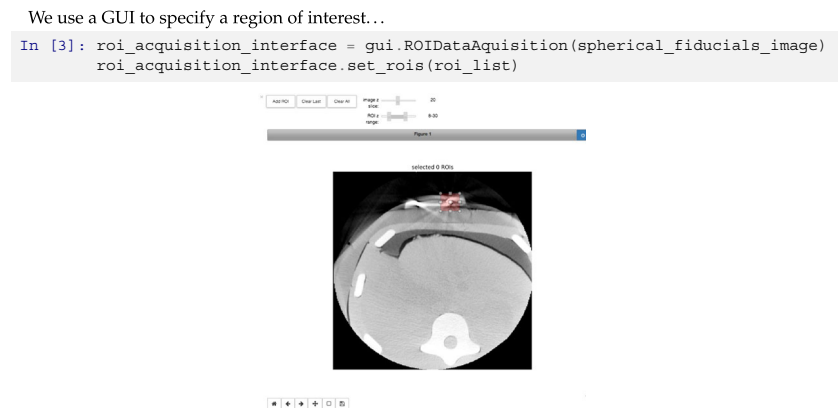 We use a GUI to specify a region of interest...
In [3]: roi_acquisition_interface = gui.ROIDataAquisition(spherical_fiducials_image)
roi_acquisition_interface.set_rois(roi_list)
Add ROI Clear Last Clear All image z slice: 20
ROI z range: 8-30
Figure 1
selected 0 ROIs